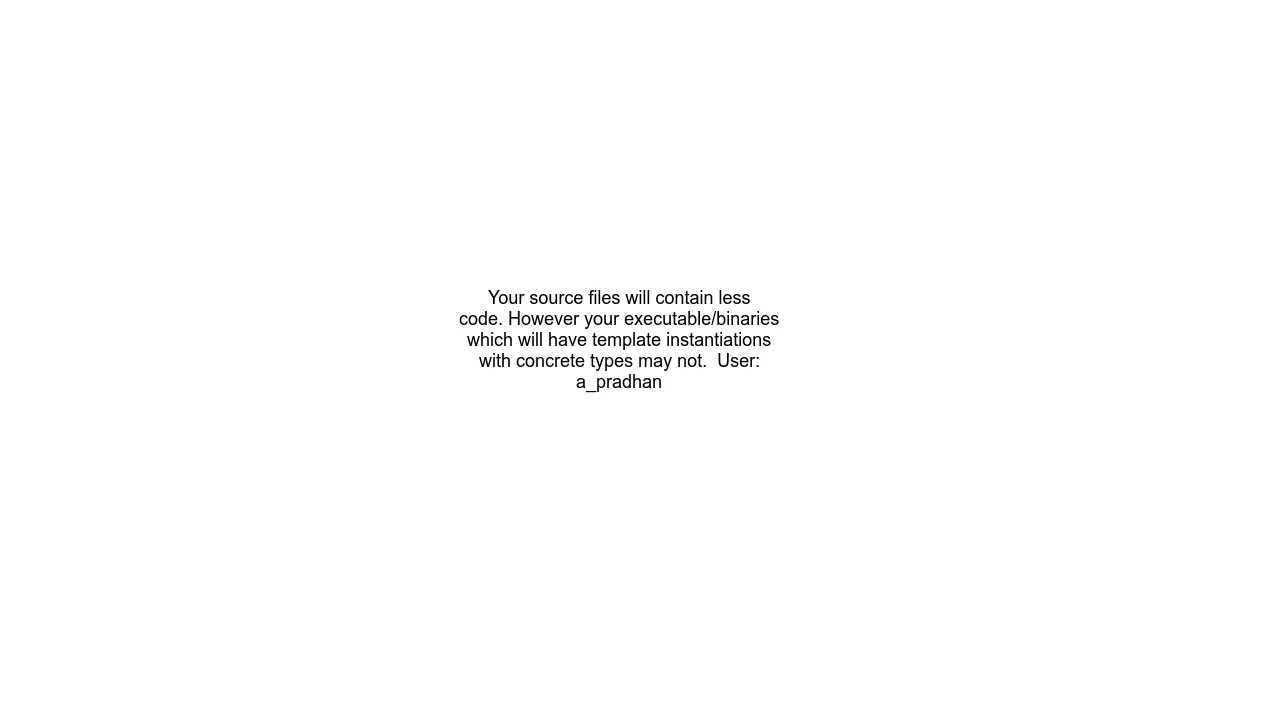 Your source files will contain less
code. However your executable/binaries
which will have template instantiations
with concrete types may not.  User:
a_pradhan